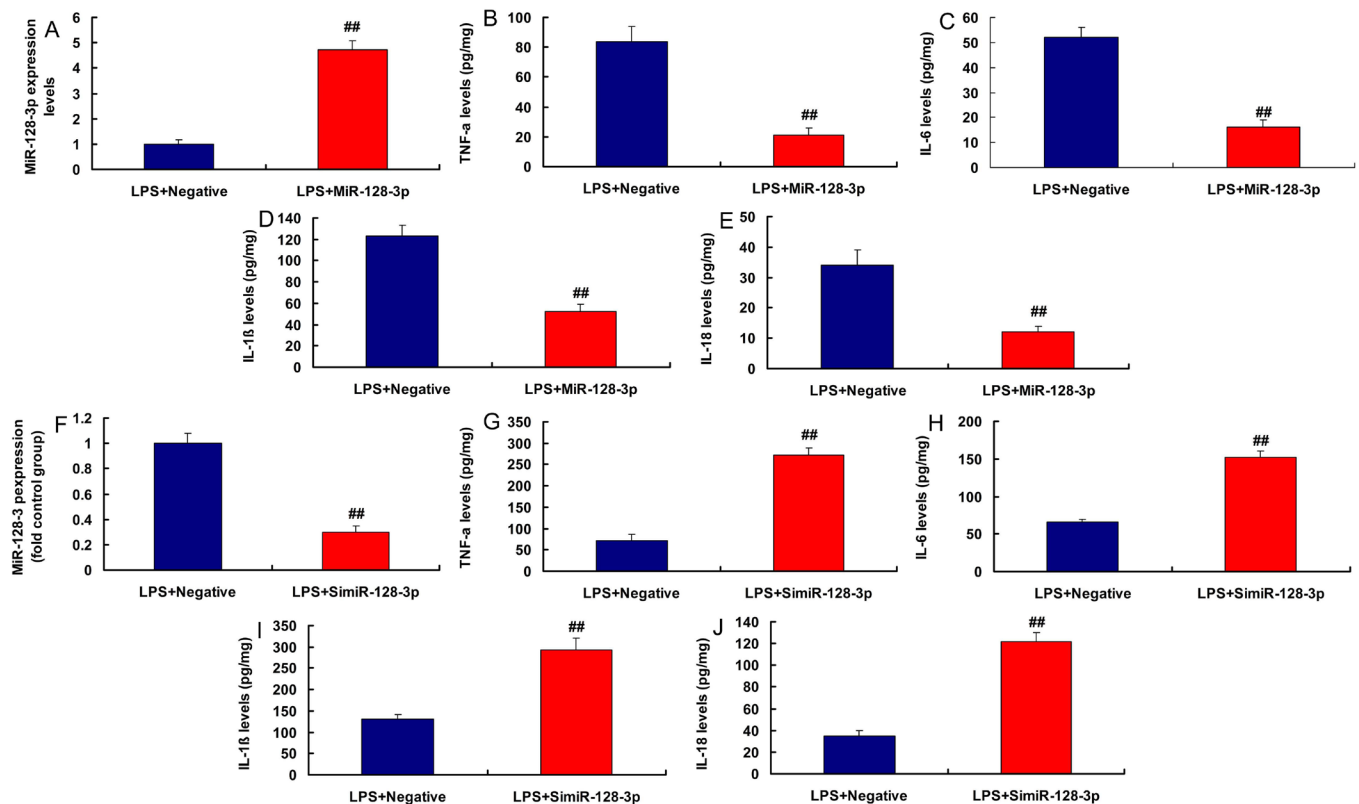 A
MiR-128-3p expression
levels
6
5
4
3
2
1
0
##
LPS+Negative LPS+MiR-128-3p
B
TNF-a levels (pg/mg)
100
80
60
40
20
0
##
LPS+Negative LPS+MiR-128-3p
C
IL-6 levels (pg/mg)
60
50
40
30
20
10
0
##
LPS+Negative LPS+MiR-128-3p
D
IL-1ß levels (pg/mg)
140
120
100
80
60
40
20
0
##
LPS+Negative LPS+MiR-128-3p
E
IL-18 levels (pg/mg)
40
30
20
10
0
##
LPS+Negative LPS+MiR-128-3p
F
MiR-128-3 pexpression
(fold control group)
1.2
1
0.8
0.6
0.4
0.2
0
##
LPS+Negative LPS+SimiR-128-3p
G
TNF-a levels (pg/mg)
350
300
250
200
150
100
50
0
##
LPS+Negative LPS+SimiR-128-3p
H
IL-6 levels (pg/mg)
200
150
100
50
0
##
LPS+Negative LPS+SimiR-128-3p
I
IL-1ß levels (pg/mg)
350
300
250
200
150
100
50
0
##
LPS+Negative LPS+SimiR-128-3p
J
IL-18 levels (pg/mg)
140
120
100
80
60
40
20
0
##
LPS+Negative LPS+SimiR-128-3p